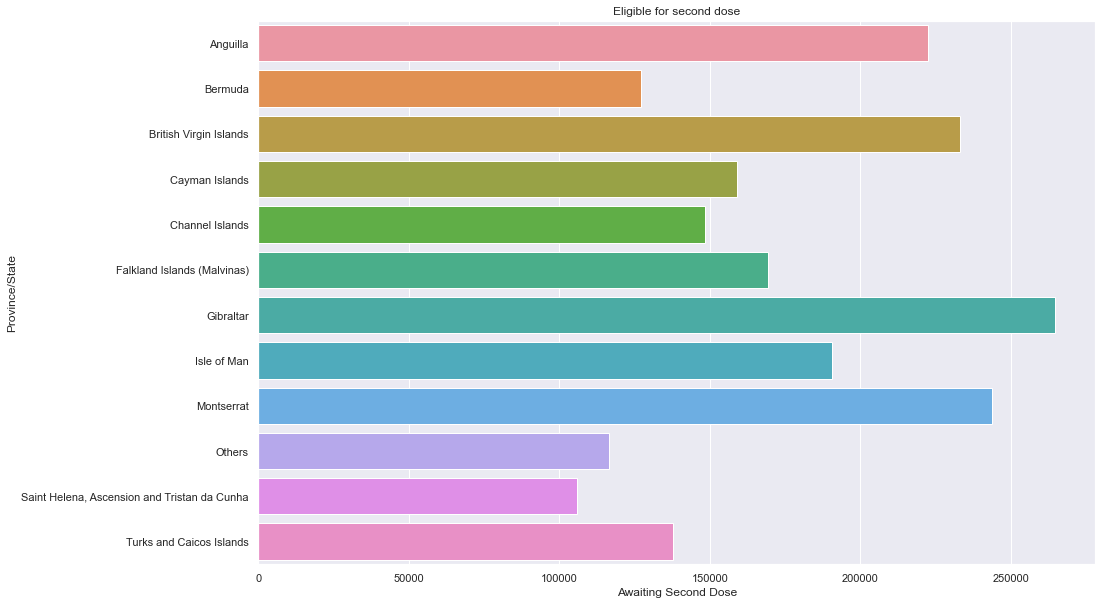 Eligible for second dose
Province/State
Anguilla
Bermuda
British Virgin Islands
Cayman Islands
Channel Islands
Falkland Islands (Malvinas)
Gibraltar
Isle of Man
Montserrat
Others
Saint Helena, Ascension and Tristan da Cunha
Turks and Caicos Islands
0 50000 100000 150000 200000 250000
Awaiting Second Dose